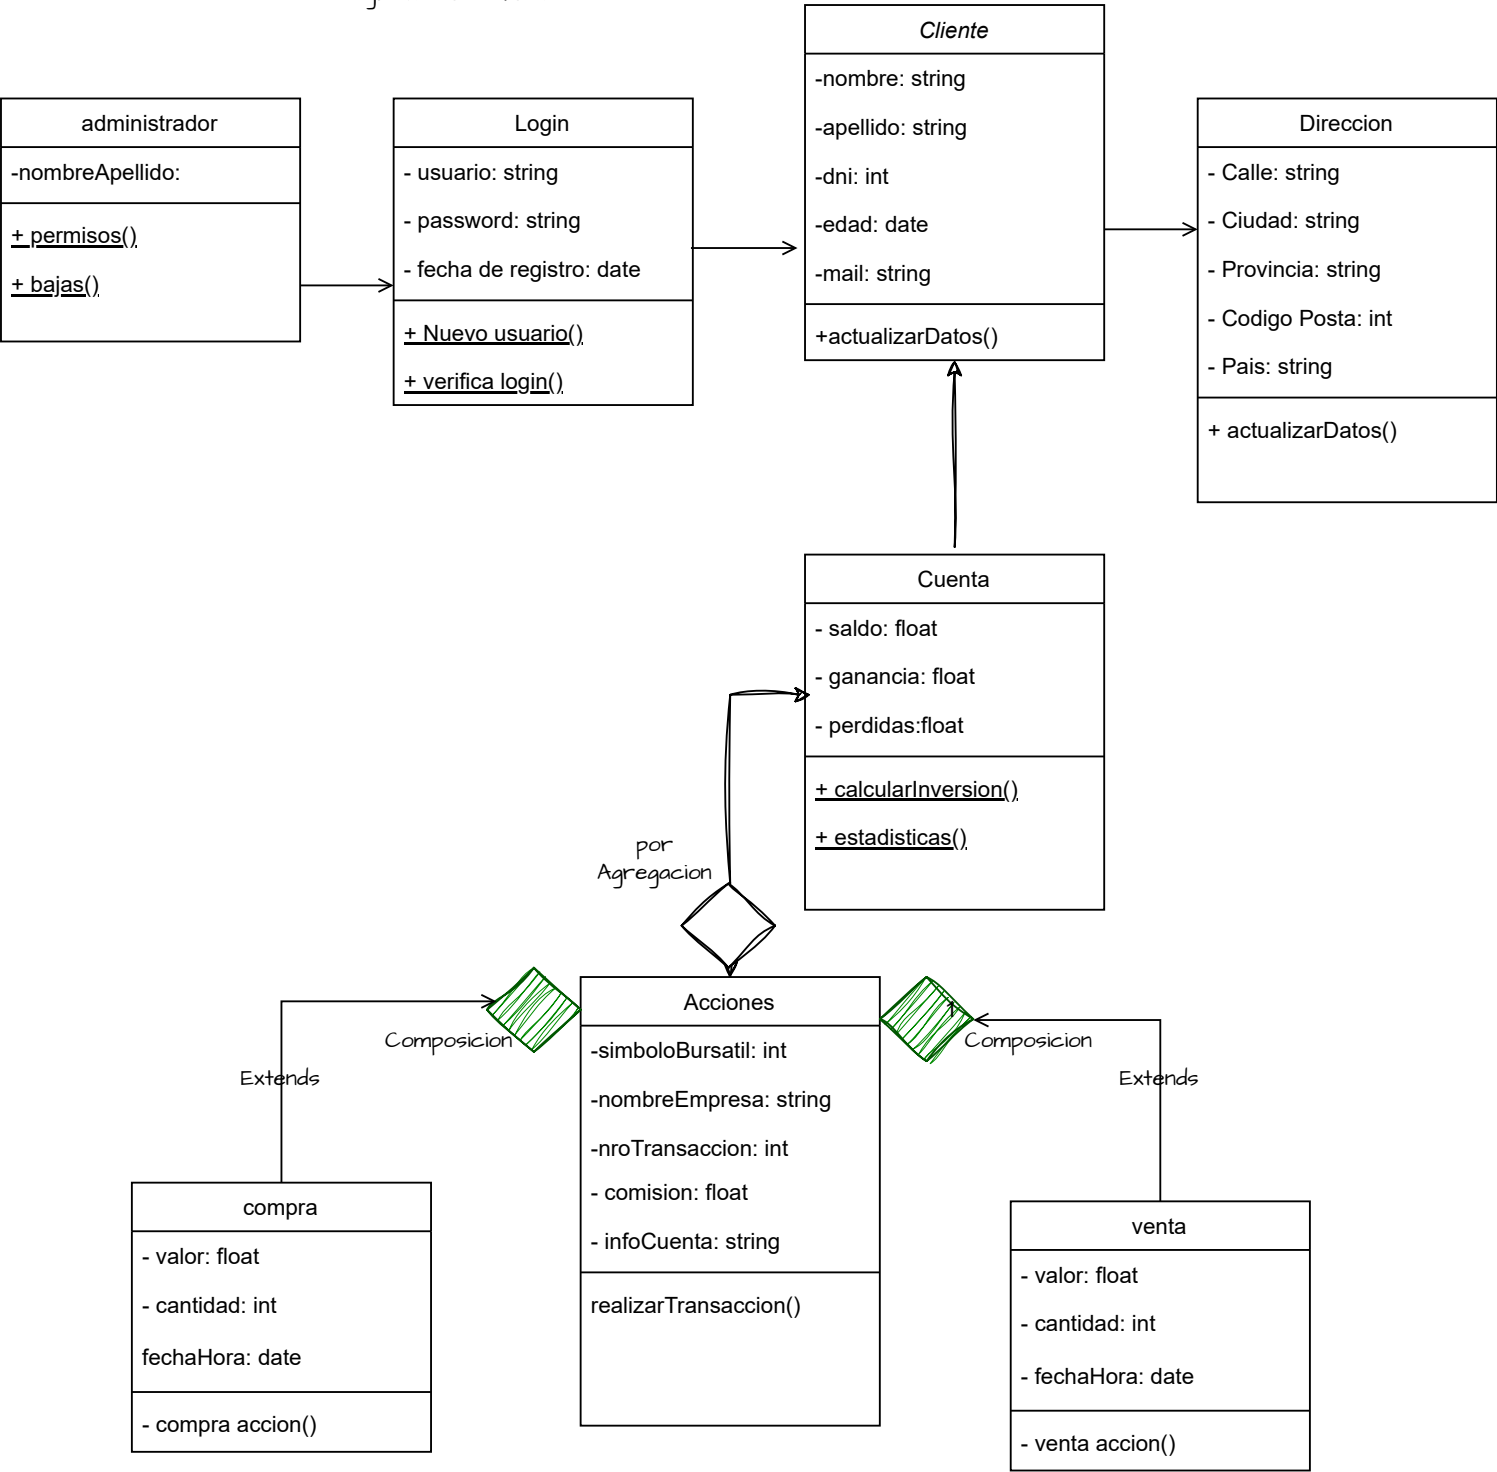 Cliente
-nombre: string
-apellido: string
-dni: int
-edad: date
-mail: string
+actualizarDatos()
administrador
-nombreApellido:
+ permisos()
+ bajas()
Login
- usuario: string
- password: string
- fecha de registro: date
+ Nuevo usuario()
+ verifica login()
Direccion
- Calle: string
- Ciudad: string
- Provincia: string
- Codigo Posta: int
- Pais: string
+ actualizarDatos()
Cuenta
- saldo: float
- ganancia: float
- perdidas:float
+ calcularInversion()
+ estadisticas()
por
Agregacion
Composicion
Extends
Acciones
-simboloBursatil: int
-nombreEmpresa: string
-nroTransaccion: int
- comision: float
- infoCuenta: string
realizarTransaccion()
1
Composicion
Extends
compra
- valor: float
- cantidad: int
fechaHora: date
- compra accion()
venta
- valor: float
- cantidad: int
- fechaHora: date
- venta accion()